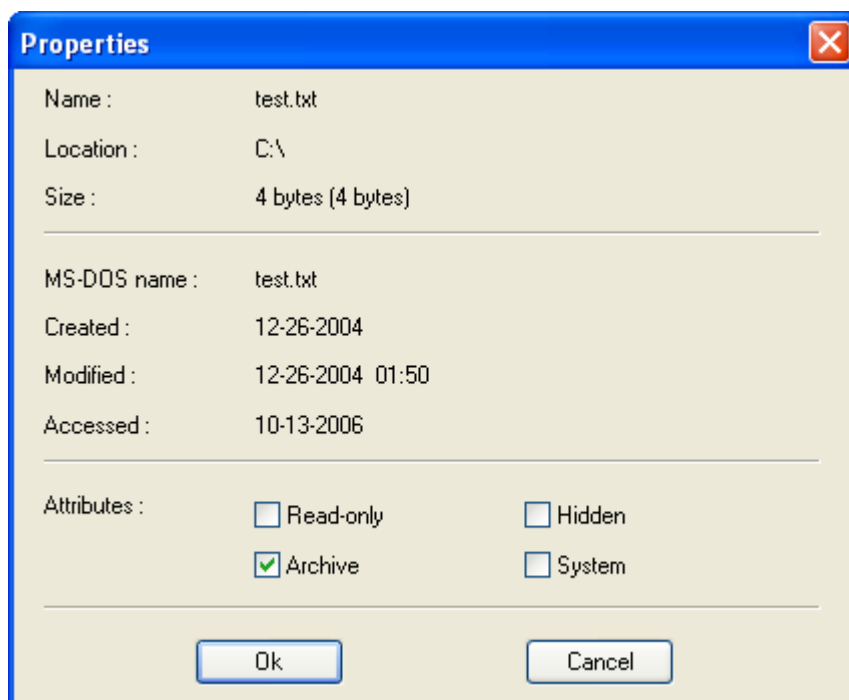 Properties
Name : test.txt
Location : C:\
Size : 4 bytes (4 bytes)
MS-DOS name : test.txt
Created : 12-26-2004
Modified : 12-26-2004 01:50
Accessed : 10-13-2006
Attributes : Read-only Hidden
Archive System
Ok Cancel